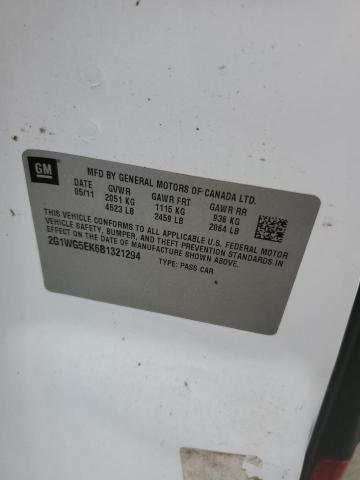 GM
MFD BY GENERAL MOTORS OF CANADA LTD.
DATE GVWR GAWR FRT GAWR RR
05/11 2051 KG 1115 KG 936 KG
4523 LB 2459 LB 2064 LB
THIS VEHICLE CONFORMS TO ALL APPLICABLE U.S. FEDERAL MOTOR
VEHICLE SAFETY, BUMPER, AND THEFT PREVENTION STANDARDS
IN EFFECT ON THE DATE OF MANUFACTURE SHOWN ABOVE.
2G1WG5EK6B1321294 TYPE: PASS CAR